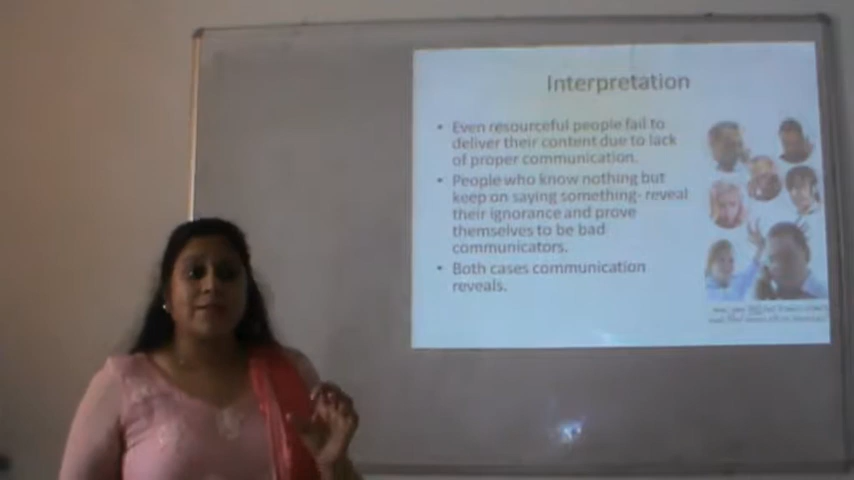 Interpretation
• Even resourceful people fail to
deliver their content due to lack
of proper communication.
• People who know nothing but
keep on saying something- reveal
their ignorance and prove
themselves to be bad
communicators.
• Both cases communication
reveals.